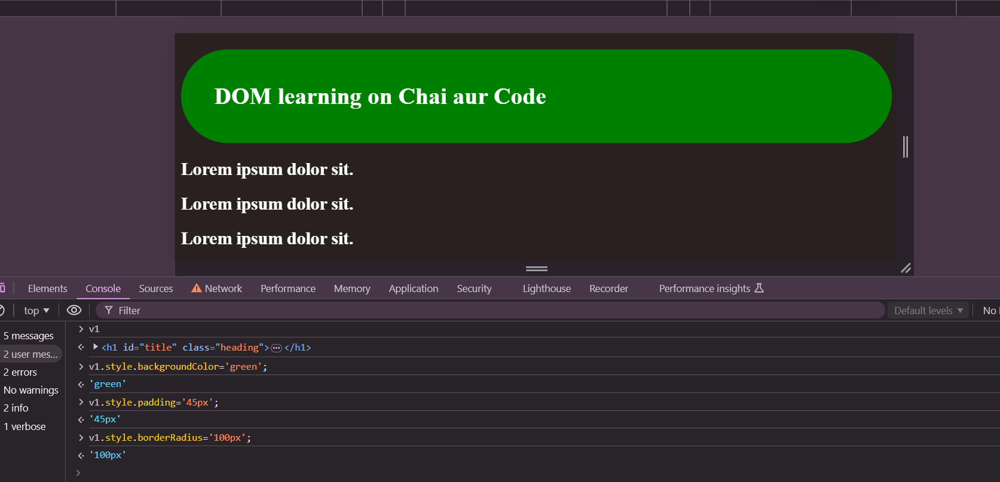 DOM learning on Chai aur Code
Lorem ipsum dolor sit.
Lorem ipsum dolor sit.
Lorem ipsum dolor sit.
Elements Console Sources Network Performance Memory Application Security Lighthouse Recorder Performance insights
top Filter Default levels No
5 messages
2 user mes...
2 errors
No warnings
2 info
1 verbose
v1
<h1 id="title" class="heading">…</h1>
v1.style.backgroundColor='green';
'green'
v1.style.padding='45px';
'45px'
v1.style.borderRadius='100px';
'100px'